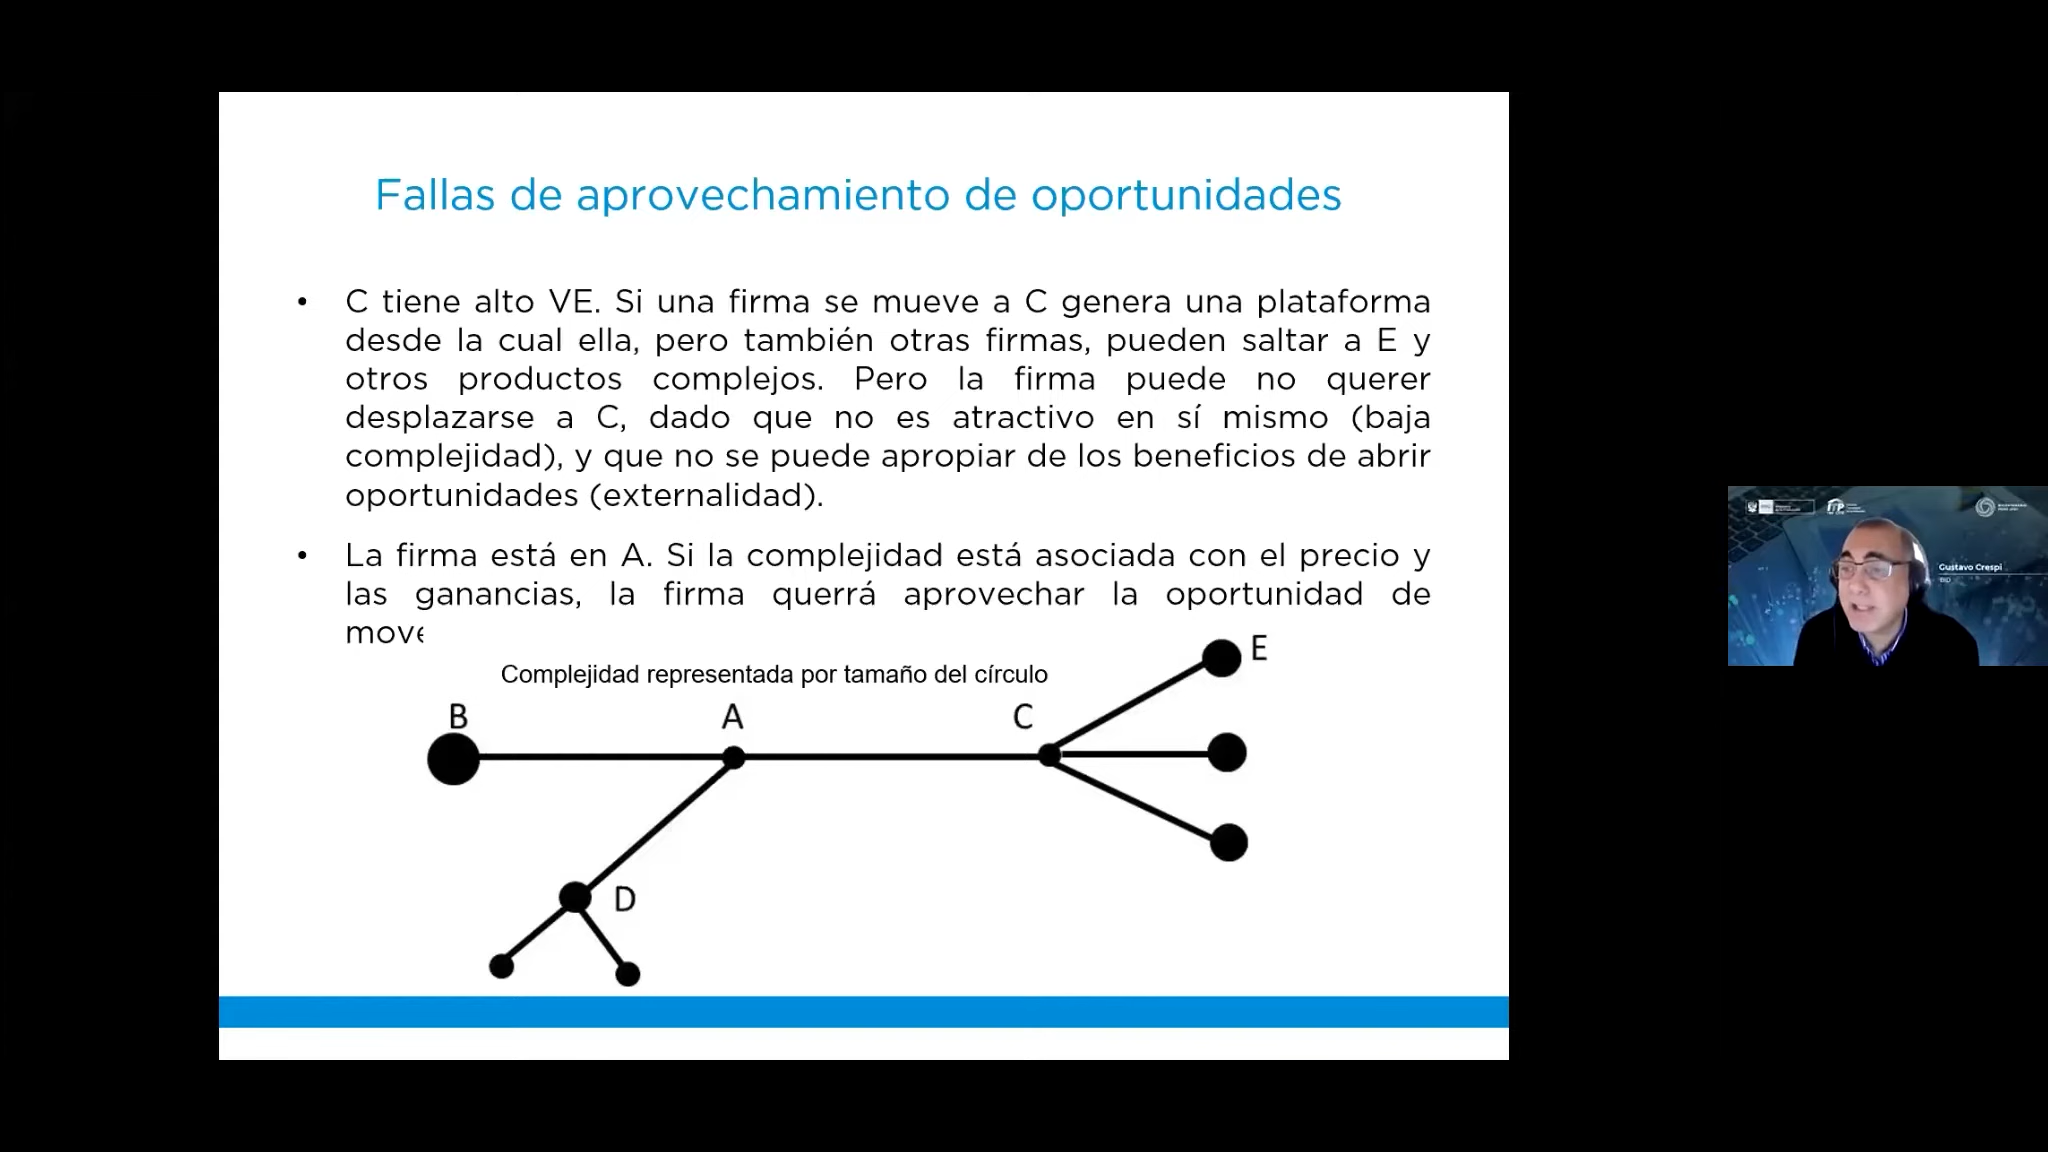 Fallas de aprovechamiento de oportunidades
• C tiene alto VE. Si una firma se mueve a C genera una plataforma
desde la cual ella, pero también otras firmas, pueden saltar a E y
otros productos complejos. Pero la firma puede no querer
desplazarse a C, dado que no es atractivo en sí mismo (baja
complejidad), y que no se puede apropiar de los beneficios de abrir
oportunidades (externalidad).
• La firma está en A. Si la complejidad está asociada con el precio y
las ganancias, la firma querrá aprovechar la oportunidad de
move
Complejidad representada por tamaño del círculo
E
B
A
C
D
Gustavo Crespi
BID